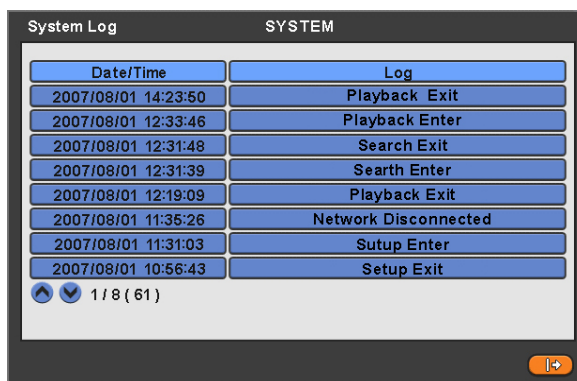 System Log SYSTEM
Date/Time Log
2007/08/01 14:23:50 Playback Exit
2007/08/01 12:33:46 Playback Enter
2007/08/01 12:31:48 Search Exit
2007/08/01 12:31:39 Searth Enter
2007/08/01 12:19:09 Playback Exit
2007/08/01 11:35:26 Network Disconnected
2007/08/01 11:31:03 Sutup Enter
2007/08/01 10:56:43 Setup Exit
1 / 8 ( 61 )